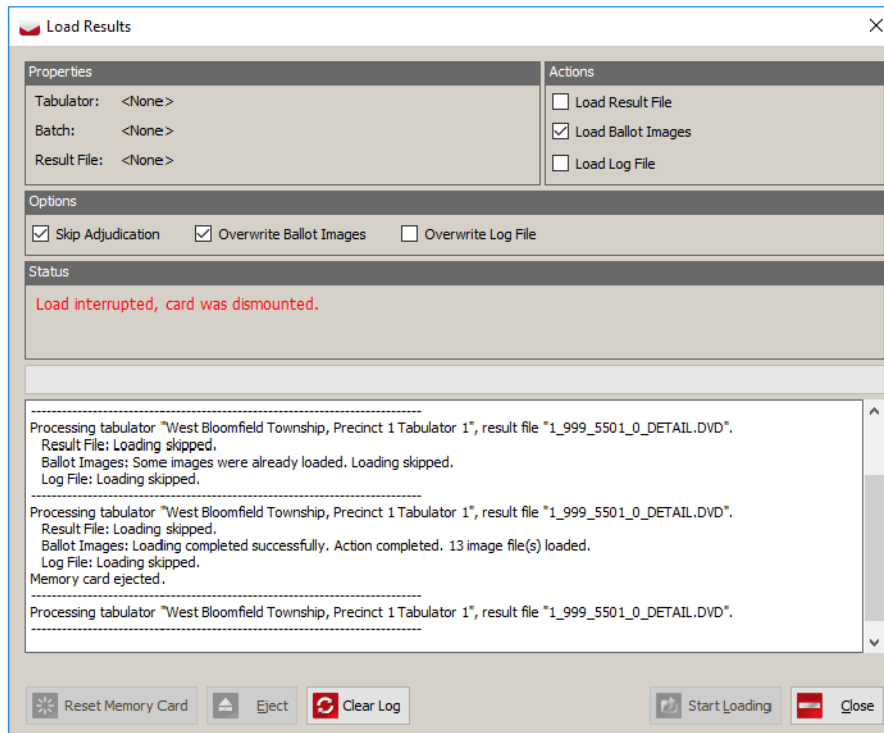 Load Results
Properties
Tabulator: <None>
Batch: <None>
Result File: <None>
Actions
Load Result File
Load Ballot Images
Load Log File
Options
Skip Adjudication Overwrite Ballot Images Overwrite Log File
Status
Load interrupted, card was dismounted.
------------------------------------------------------------------------------
Processing tabulator "West Bloomfield Township, Precinct 1 Tabulator 1", result file "1_999_5501_0_DETAIL.DVD".
Result File: Loading skipped.
Ballot Images: Some images were already loaded. Loading skipped.
Log File: Loading skipped.
------------------------------------------------------------------------------
Processing tabulator "West Bloomfield Township, Precinct 1 Tabulator 1", result file "1_999_5501_0_DETAIL.DVD".
Result File: Loading skipped.
Ballot Images: Loading completed successfully. Action completed. 13 image file(s) loaded.
Log File: Loading skipped.
Memory card ejected.
------------------------------------------------------------------------------
Processing tabulator "West Bloomfield Township, Precinct 1 Tabulator 1", result file "1_999_5501_0_DETAIL.DVD".
------------------------------------------------------------------------------
Reset Memory Card Eject Clear Log Start Loading Close